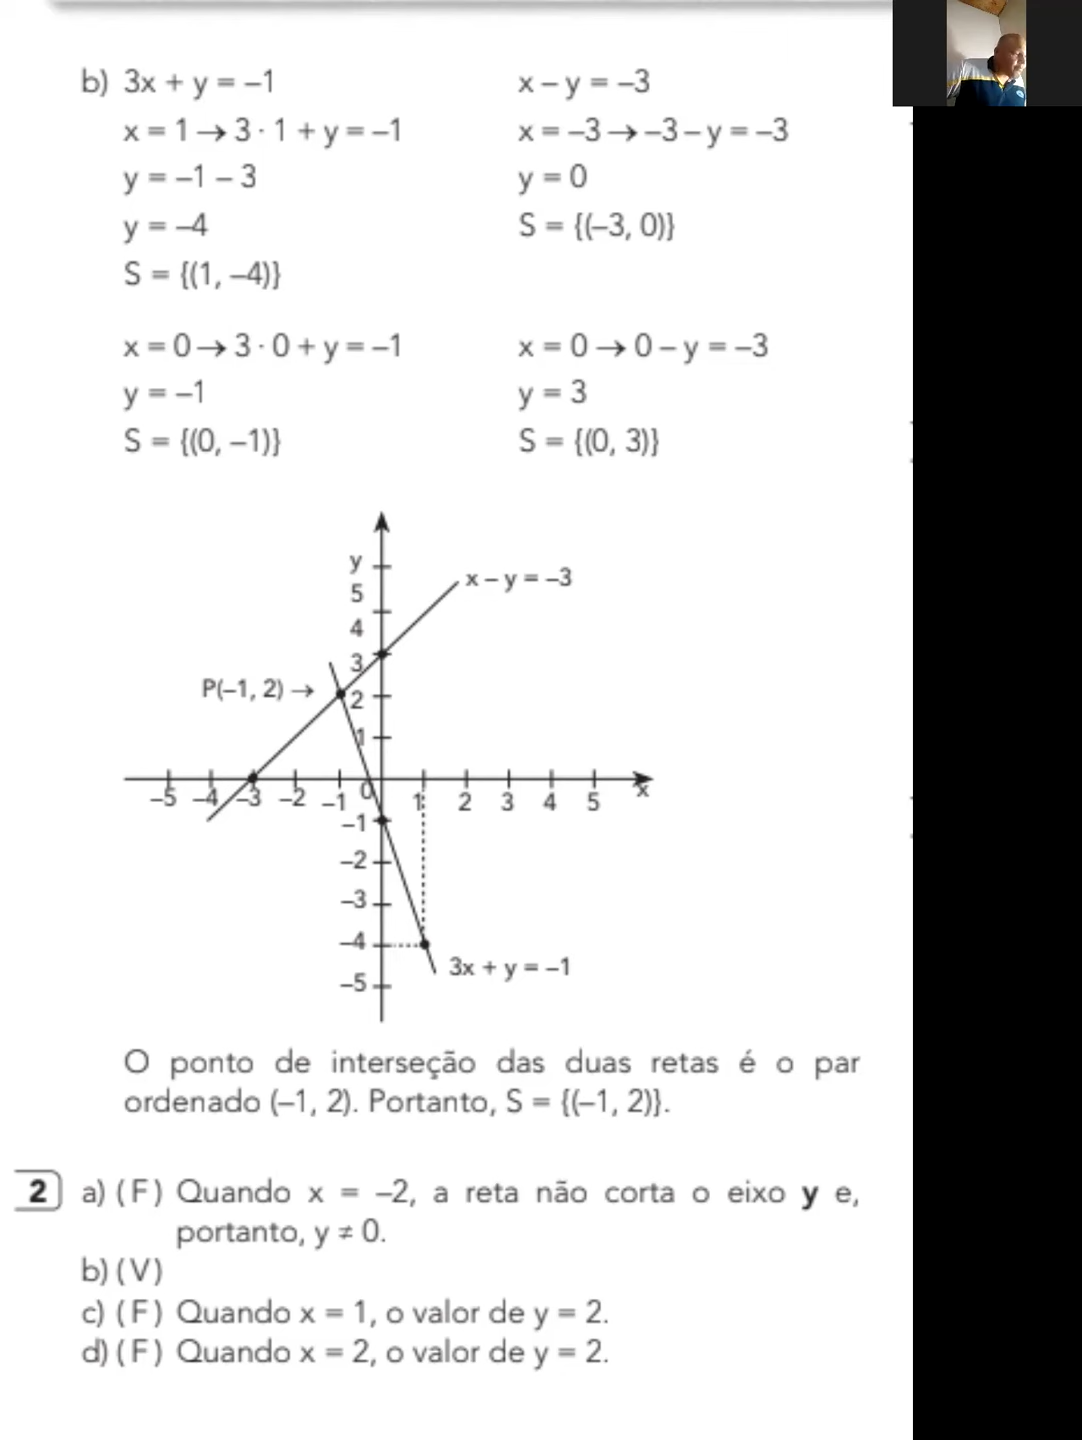 b) 3x + y = –1
x = 1 → 3 · 1 + y = –1
y = –1 – 3
y = –4
S = {(1, –4)}
x = 0 → 3 · 0 + y = –1
y = –1
S = {(0, –1)}
x – y = –3
x = –3 → –3 – y = –3
y = 0
S = {(–3, 0)}
x = 0 → 0 – y = –3
y = 3
S = {(0, 3)}
y
5
4
3
2
1
x – y = –3
P(–1, 2) →
–5 –4 –3 –2 –1 0 1 2 3 4 5 x
–1
–2
–3
–4
–5
3x + y = –1
O ponto de interseção das duas retas é o par
ordenado (–1, 2). Portanto, S = {(–1, 2)}.
2 a) (F) Quando x = –2, a reta não corta o eixo y e,
portanto, y ≠ 0.
b) (V)
c) (F) Quando x = 1, o valor de y = 2.
d) (F) Quando x = 2, o valor de y = 2.